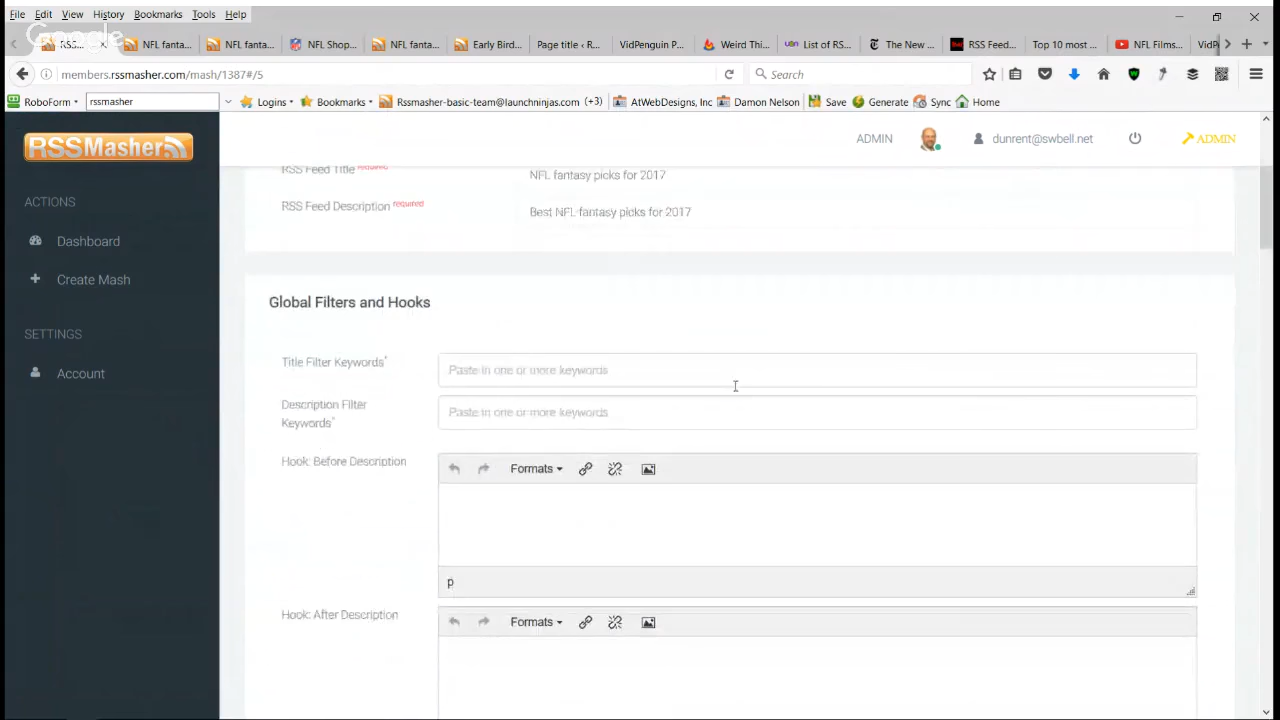 File Edit View History Bookmarks Tools Help
Google
RSS... NFL fanta... NFL fanta... NFL Shop... NFL fanta... Early Bird... Page title ‹ R... VidPenguin P... Weird Thi... List of RS... The New ... RSS Feed... Top 10 most ... NFL Films... VidP
members.rssmasher.com/mash/1387#/5 Search
RoboForm rssmasher Logins Bookmarks Rssmasher-basic-team@launchninjas.com (+3) AtWebDesigns, Inc Damon Nelson Save Generate Sync Home
RSSMasher
ADMIN dunrent@swbell.net ADMIN
ACTIONS
Dashboard
Create Mash
SETTINGS
Account
RSS Feed Title required NFL fantasy picks for 2017
RSS Feed Description required Best NFL fantasy picks for 2017
Global Filters and Hooks
Title Filter Keywords* Paste in one or more keywords
Description Filter Keywords* Paste in one or more keywords
Hook: Before Description Formats
p
Hook: After Description Formats